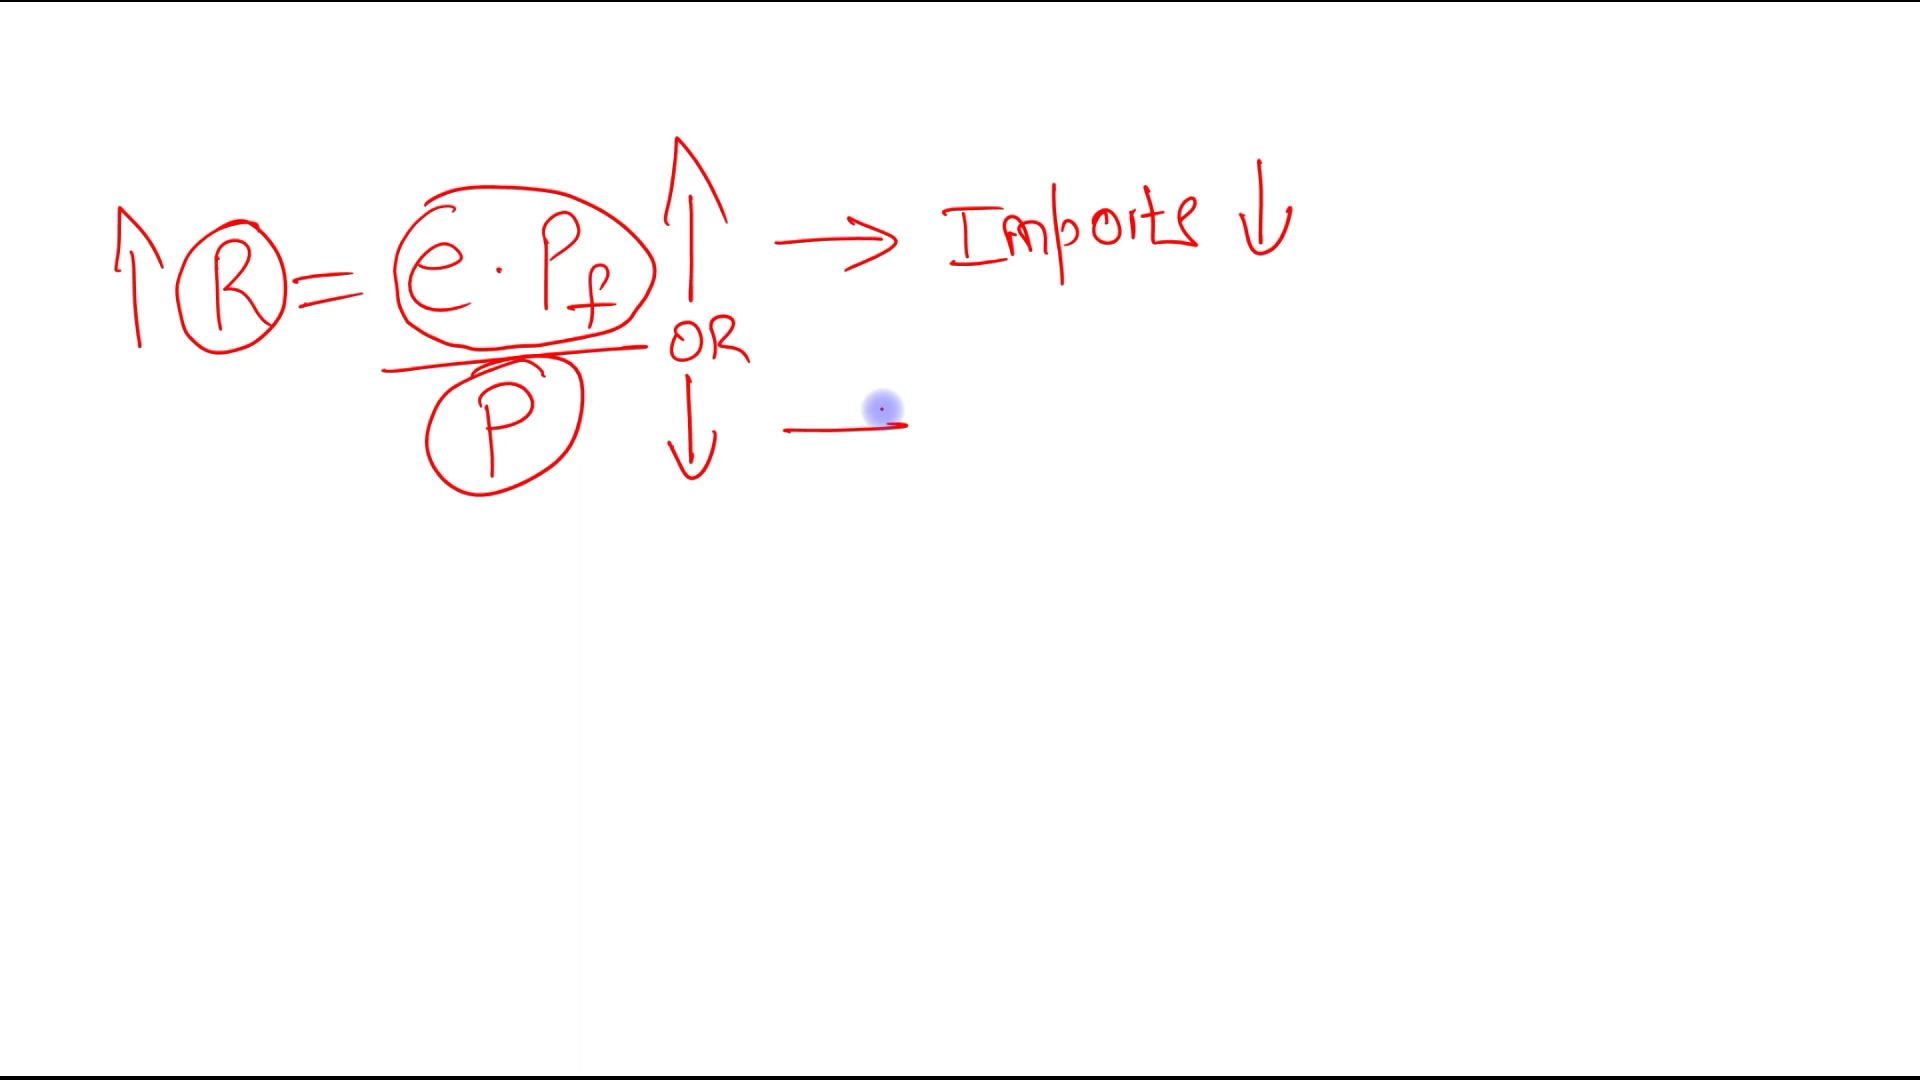 ↑ R = e · Pf / P ↑ → Imports ↓
OR
↓